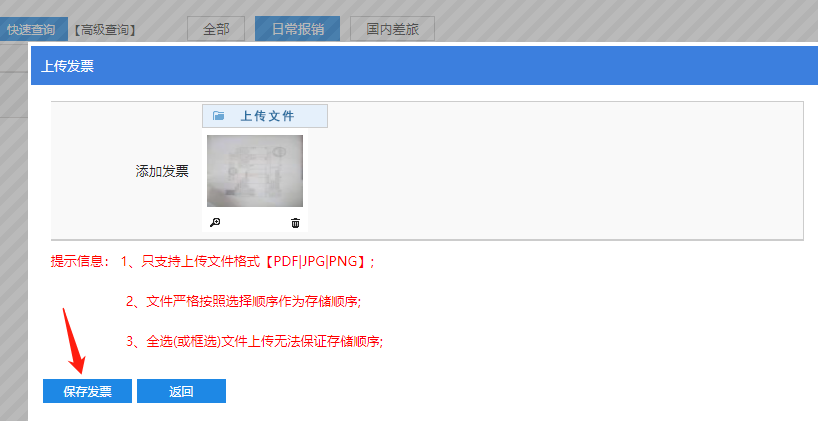 快速查询 【高级查询】 全部 日常报销 国内差旅
上传发票
上传文件
添加发票
提示信息： 1、只支持上传文件格式【PDF|JPG|PNG】;
2、文件严格按照选择顺序作为存储顺序;
3、全选(或框选)文件上传无法保证存储顺序;
保存发票 返回